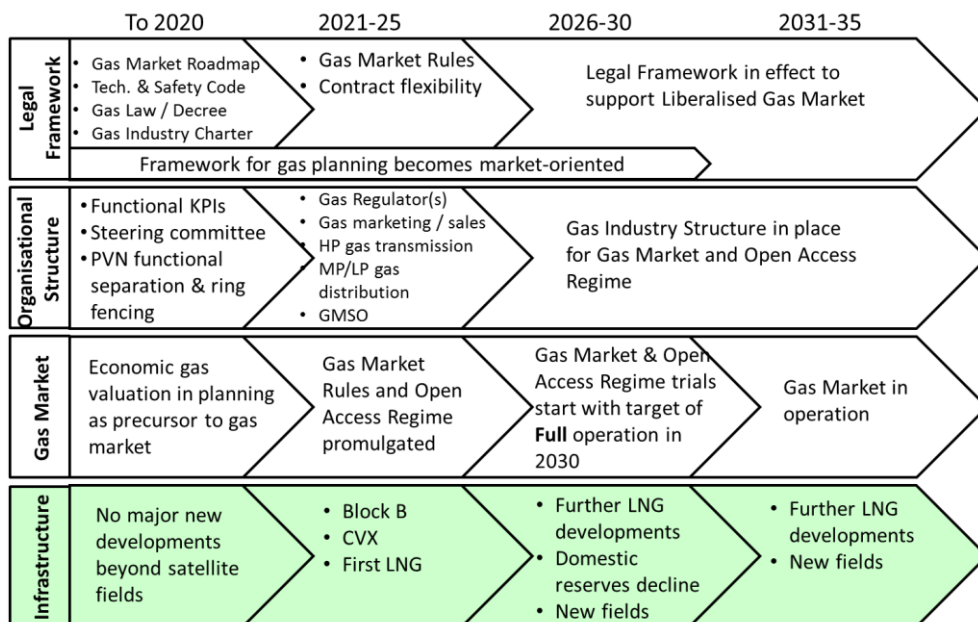 To 2020
2021-25
2026-30
2031-35
Legal
Framework
• Gas Market Roadmap
• Tech. & Safety Code
• Gas Law / Decree
• Gas Industry Charter
• Gas Market Rules
• Contract flexibility
Legal Framework in effect to
support Liberalised Gas Market
Framework for gas planning becomes market-oriented
Organisational
Structure
• Functional KPIs
• Steering committee
• PVN functional
separation & ring
fencing
• Gas Regulator(s)
• Gas marketing / sales
• HP gas transmission
• MP/LP gas
distribution
• GMSO
Gas Industry Structure in place
for Gas Market and Open Access
Regime
Gas Market
Economic gas
valuation in planning
as precursor to gas
market
Gas Market
Rules and Open
Access Regime
promulgated
Gas Market & Open
Access Regime trials
start with target of
Full operation in
2030
Gas Market in
operation
Infrastructure
No major new
developments
beyond satellite
fields
• Block B
• CVX
• First LNG
• Further LNG
developments
• Domestic
reserves decline
• New fields
• Further LNG
developments
• New fields